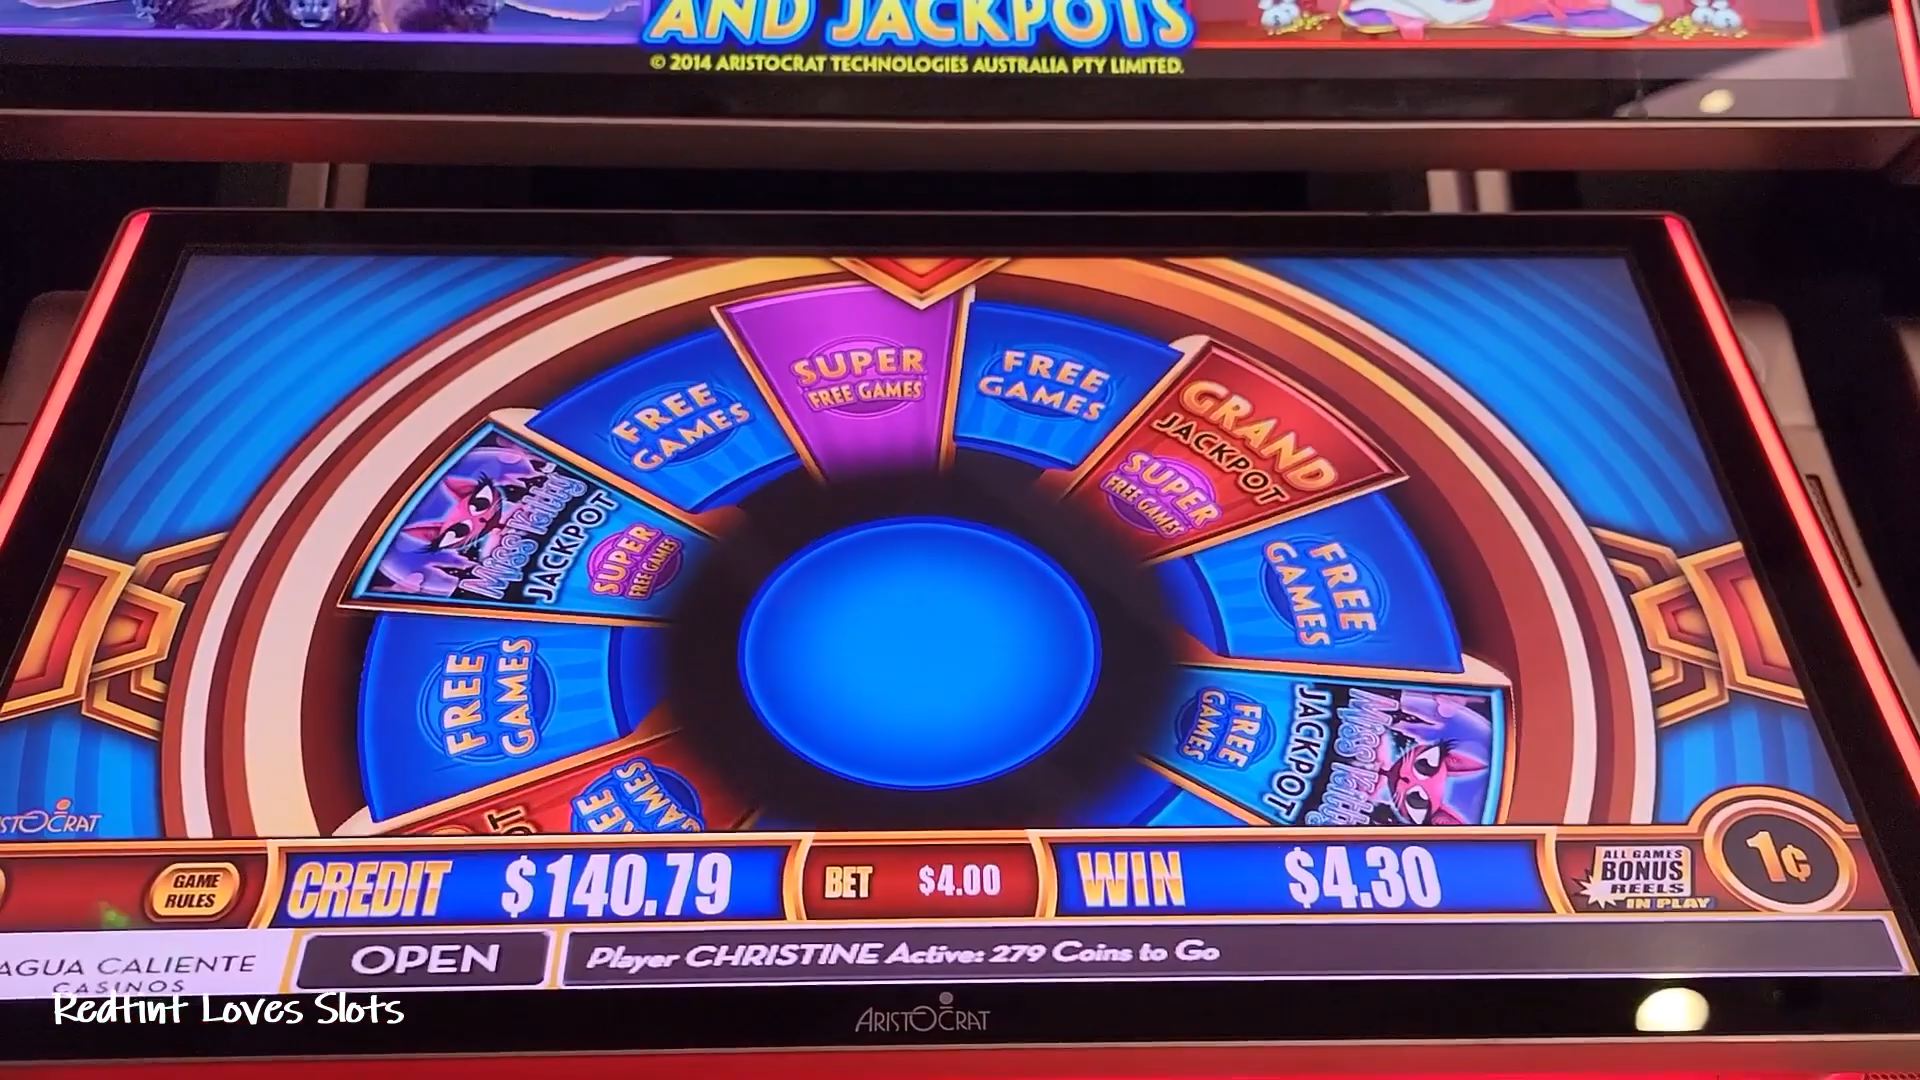 AND JACKPOTS
© 2014 ARISTOCRAT TECHNOLOGIES AUSTRALIA PTY LIMITED.
SUPER
FREE GAMES
FREE
GAMES
FREE
GAMES
GRAND
JACKPOT
SUPER
FREE GAMES
Miss Kitty
JACKPOT
SUPER
FREE GAMES
FREE
GAMES
FREE
GAMES
FREE
GAMES
JACKPOT
Miss Kitty
GAMES
GAME
RULES
CREDIT $140.79
BET $4.00
WIN $4.30
ALL GAMES
BONUS
REELS
IN PLAY
1¢
AGUA CALIENTE
CASINOS
OPEN
Player CHRISTINE Active: 279 Coins to Go
Redtint Loves Slots
ARISTOCRAT